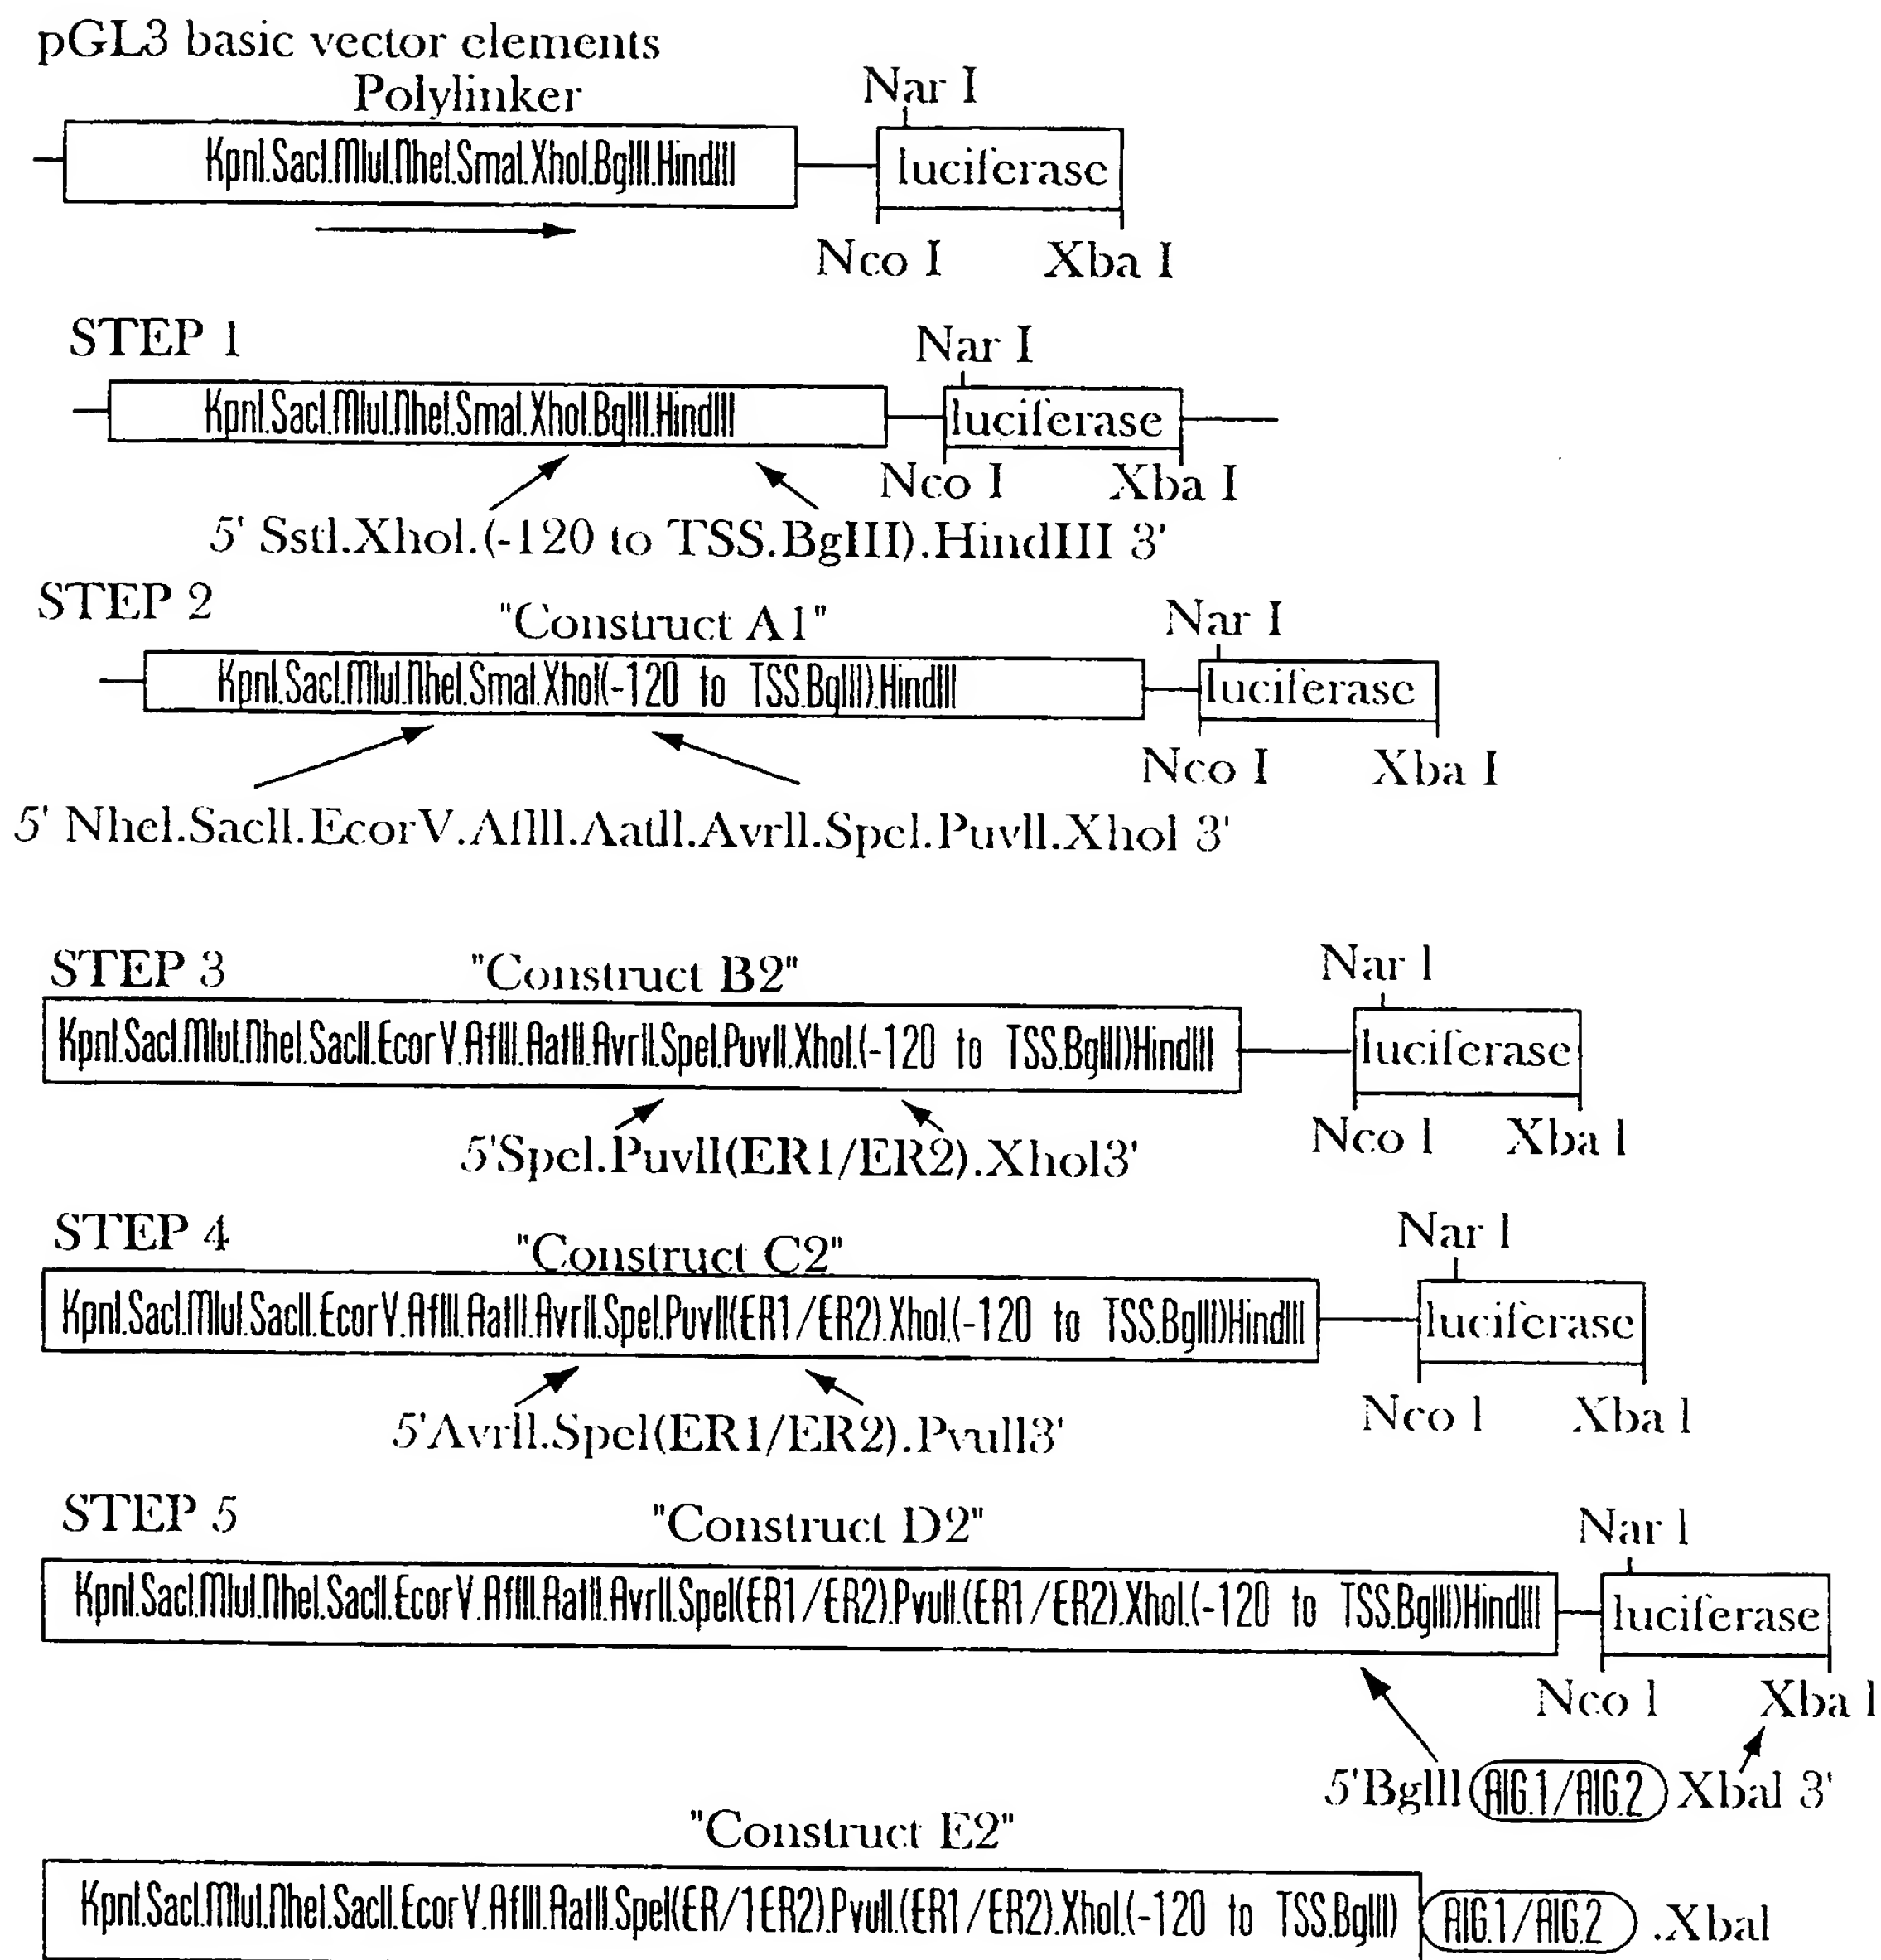 pGL3 basic vector elements
Polylinker
Nar I
KpnI.SacI.MluI.NheI.SmaI.XhoI.BglII.HindIII
luciferase
Nco I
Xba I
STEP 1
Nar I
KpnI.SacI.MluI.NheI.SmaI.XhoI.BglII.HindIII
luciferase
Nco I
Xba I
5' SstI.XhoI.(-120 to TSS.BglII).HindIII 3'
STEP 2
"Construct A1"
Nar I
KpnI.SacI.MluI.NheI.SmaI.XhoI(-120 to TSS.BglII).HindIII
luciferase
Nco I
Xba I
5' NheI.SacII.EcorV.AflII.AatII.AvrII.SpeI.PuvII.XhoI 3'
STEP 3
"Construct B2"
Nar I
KpnI.SacI.MluI.NheI.SacII.EcorV.AflII.AatII.AvrII.SpeI.PuvII.XhoI.(-120 to TSS.BglII)HindIII
luciferase
Nco I
Xba I
5'SpeI.PuvII(ER1/ER2).XhoI3'
STEP 4
"Construct C2"
Nar I
KpnI.SacI.MluI.SacII.EcorV.AflII.AatII.AvrII.SpeI.PuvII(ER1/ER2).XhoI.(-120 to TSS.BglII)HindIII
luciferase
Nco I
Xba I
5'AvrII.SpeI(ER1/ER2).PvuII3'
STEP 5
"Construct D2"
Nar I
KpnI.SacI.MluI.NheI.SacII.EcorV.AflII.AatII.AvrII.SpeI(ER1/ER2).PvuII.(ER1/ER2).XhoI.(-120 to TSS.BglII)HindIII
luciferase
Nco I
Xba I
5'BglII AIG.1/AIG.2 XbaI 3'
"Construct E2"
KpnI.SacI.MluI.NheI.SacII.EcorV.AflII.AatII.SpeI(ER/1ER2).PvuII.(ER1/ER2).XhoI.(-120 to TSS.BglII) AIG.1/AIG.2 .XbaI